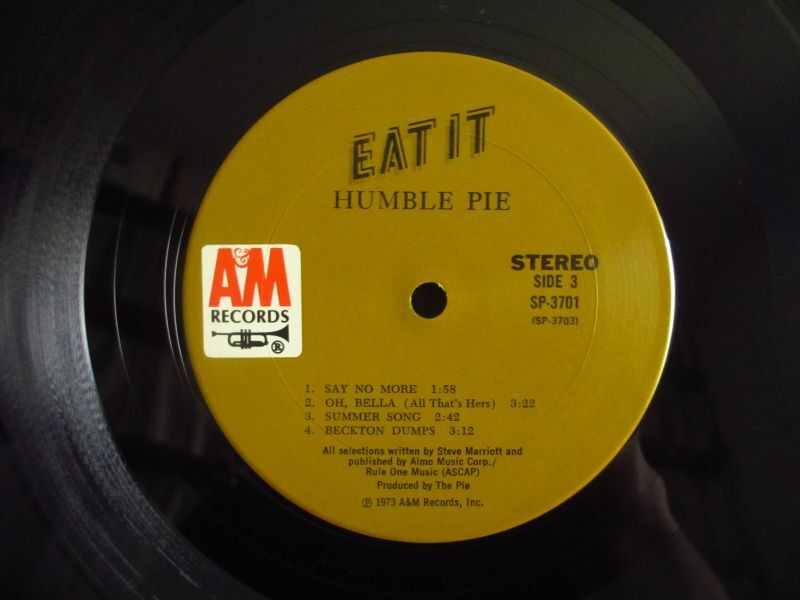 EAT IT
HUMBLE PIE
A&M
RECORDS
®
STEREO
SIDE 3
SP-3701
(SP-3703)
1. SAY NO MORE 1:58
2. OH, BELLA (All That's Hers) 3:22
3. SUMMER SONG 2:42
4. BECKTON DUMPS 3:12
All selections written by Steve Marriott and
published by Almo Music Corp./
Rule One Music (ASCAP)
Produced by The Pie
℗ 1973 A&M Records, Inc.